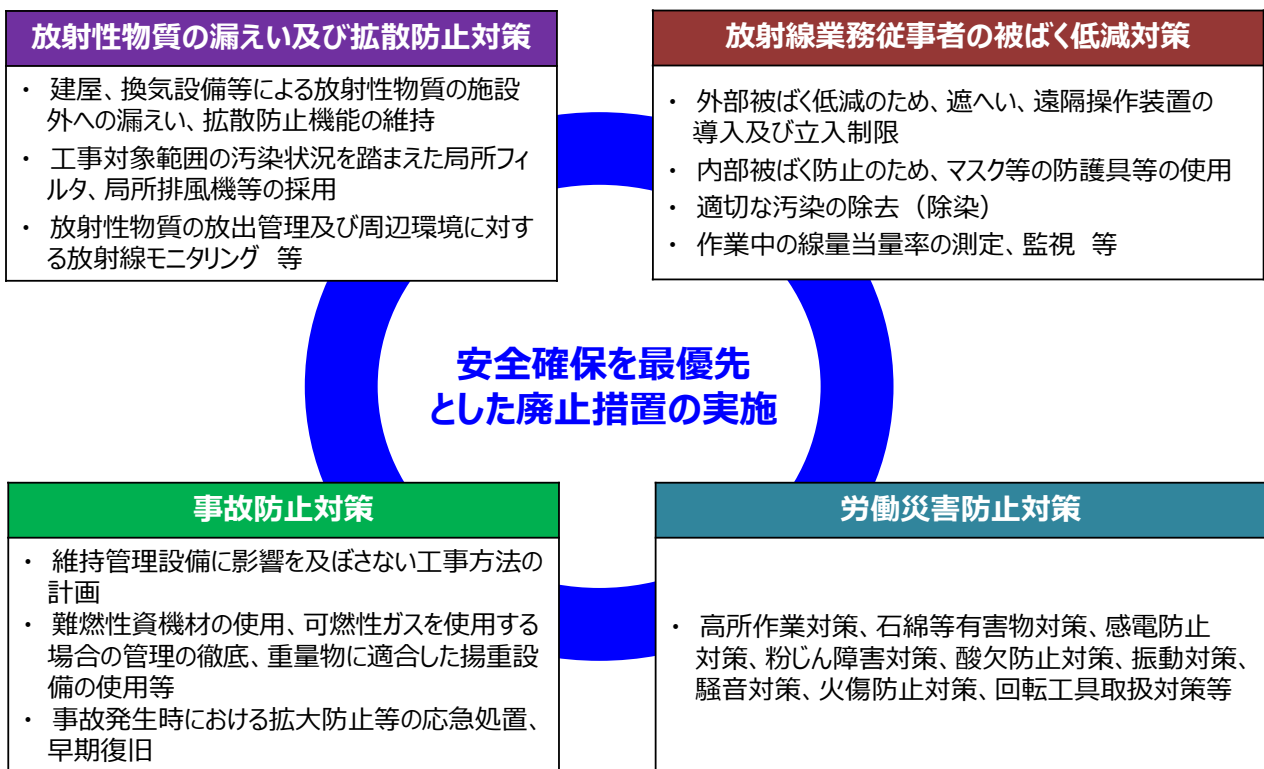 放射性物質の漏えい及び拡散防止対策
・ 建屋、換気設備等による放射性物質の施設
外への漏えい、拡散防止機能の維持
・ 工事対象範囲の汚染状況を踏まえた局所フィ
ルタ、局所排風機等の採用
・ 放射性物質の放出管理及び周辺環境に対す
る放射線モニタリング 等
放射線業務従事者の被ばく低減対策
・ 外部被ばく低減のため、遮へい、遠隔操作装置の
導入及び立入制限
・ 内部被ばく防止のため、マスク等の防護具等の使用
・ 適切な汚染の除去（除染）
・ 作業中の線量当量率の測定、監視 等
安全確保を最優先
とした廃止措置の実施
事故防止対策
・ 維持管理設備に影響を及ぼさない工事方法の
計画
・ 難燃性資機材の使用、可燃性ガスを使用する
場合の管理の徹底、重量物に適合した揚重設
備の使用等
・ 事故発生時における拡大防止等の応急処置、
早期復旧
労働災害防止対策
・ 高所作業対策、石綿等有害物対策、感電防止
対策、粉じん障害対策、酸欠防止対策、振動対策、
騒音対策、火傷防止対策、回転工具取扱対策等